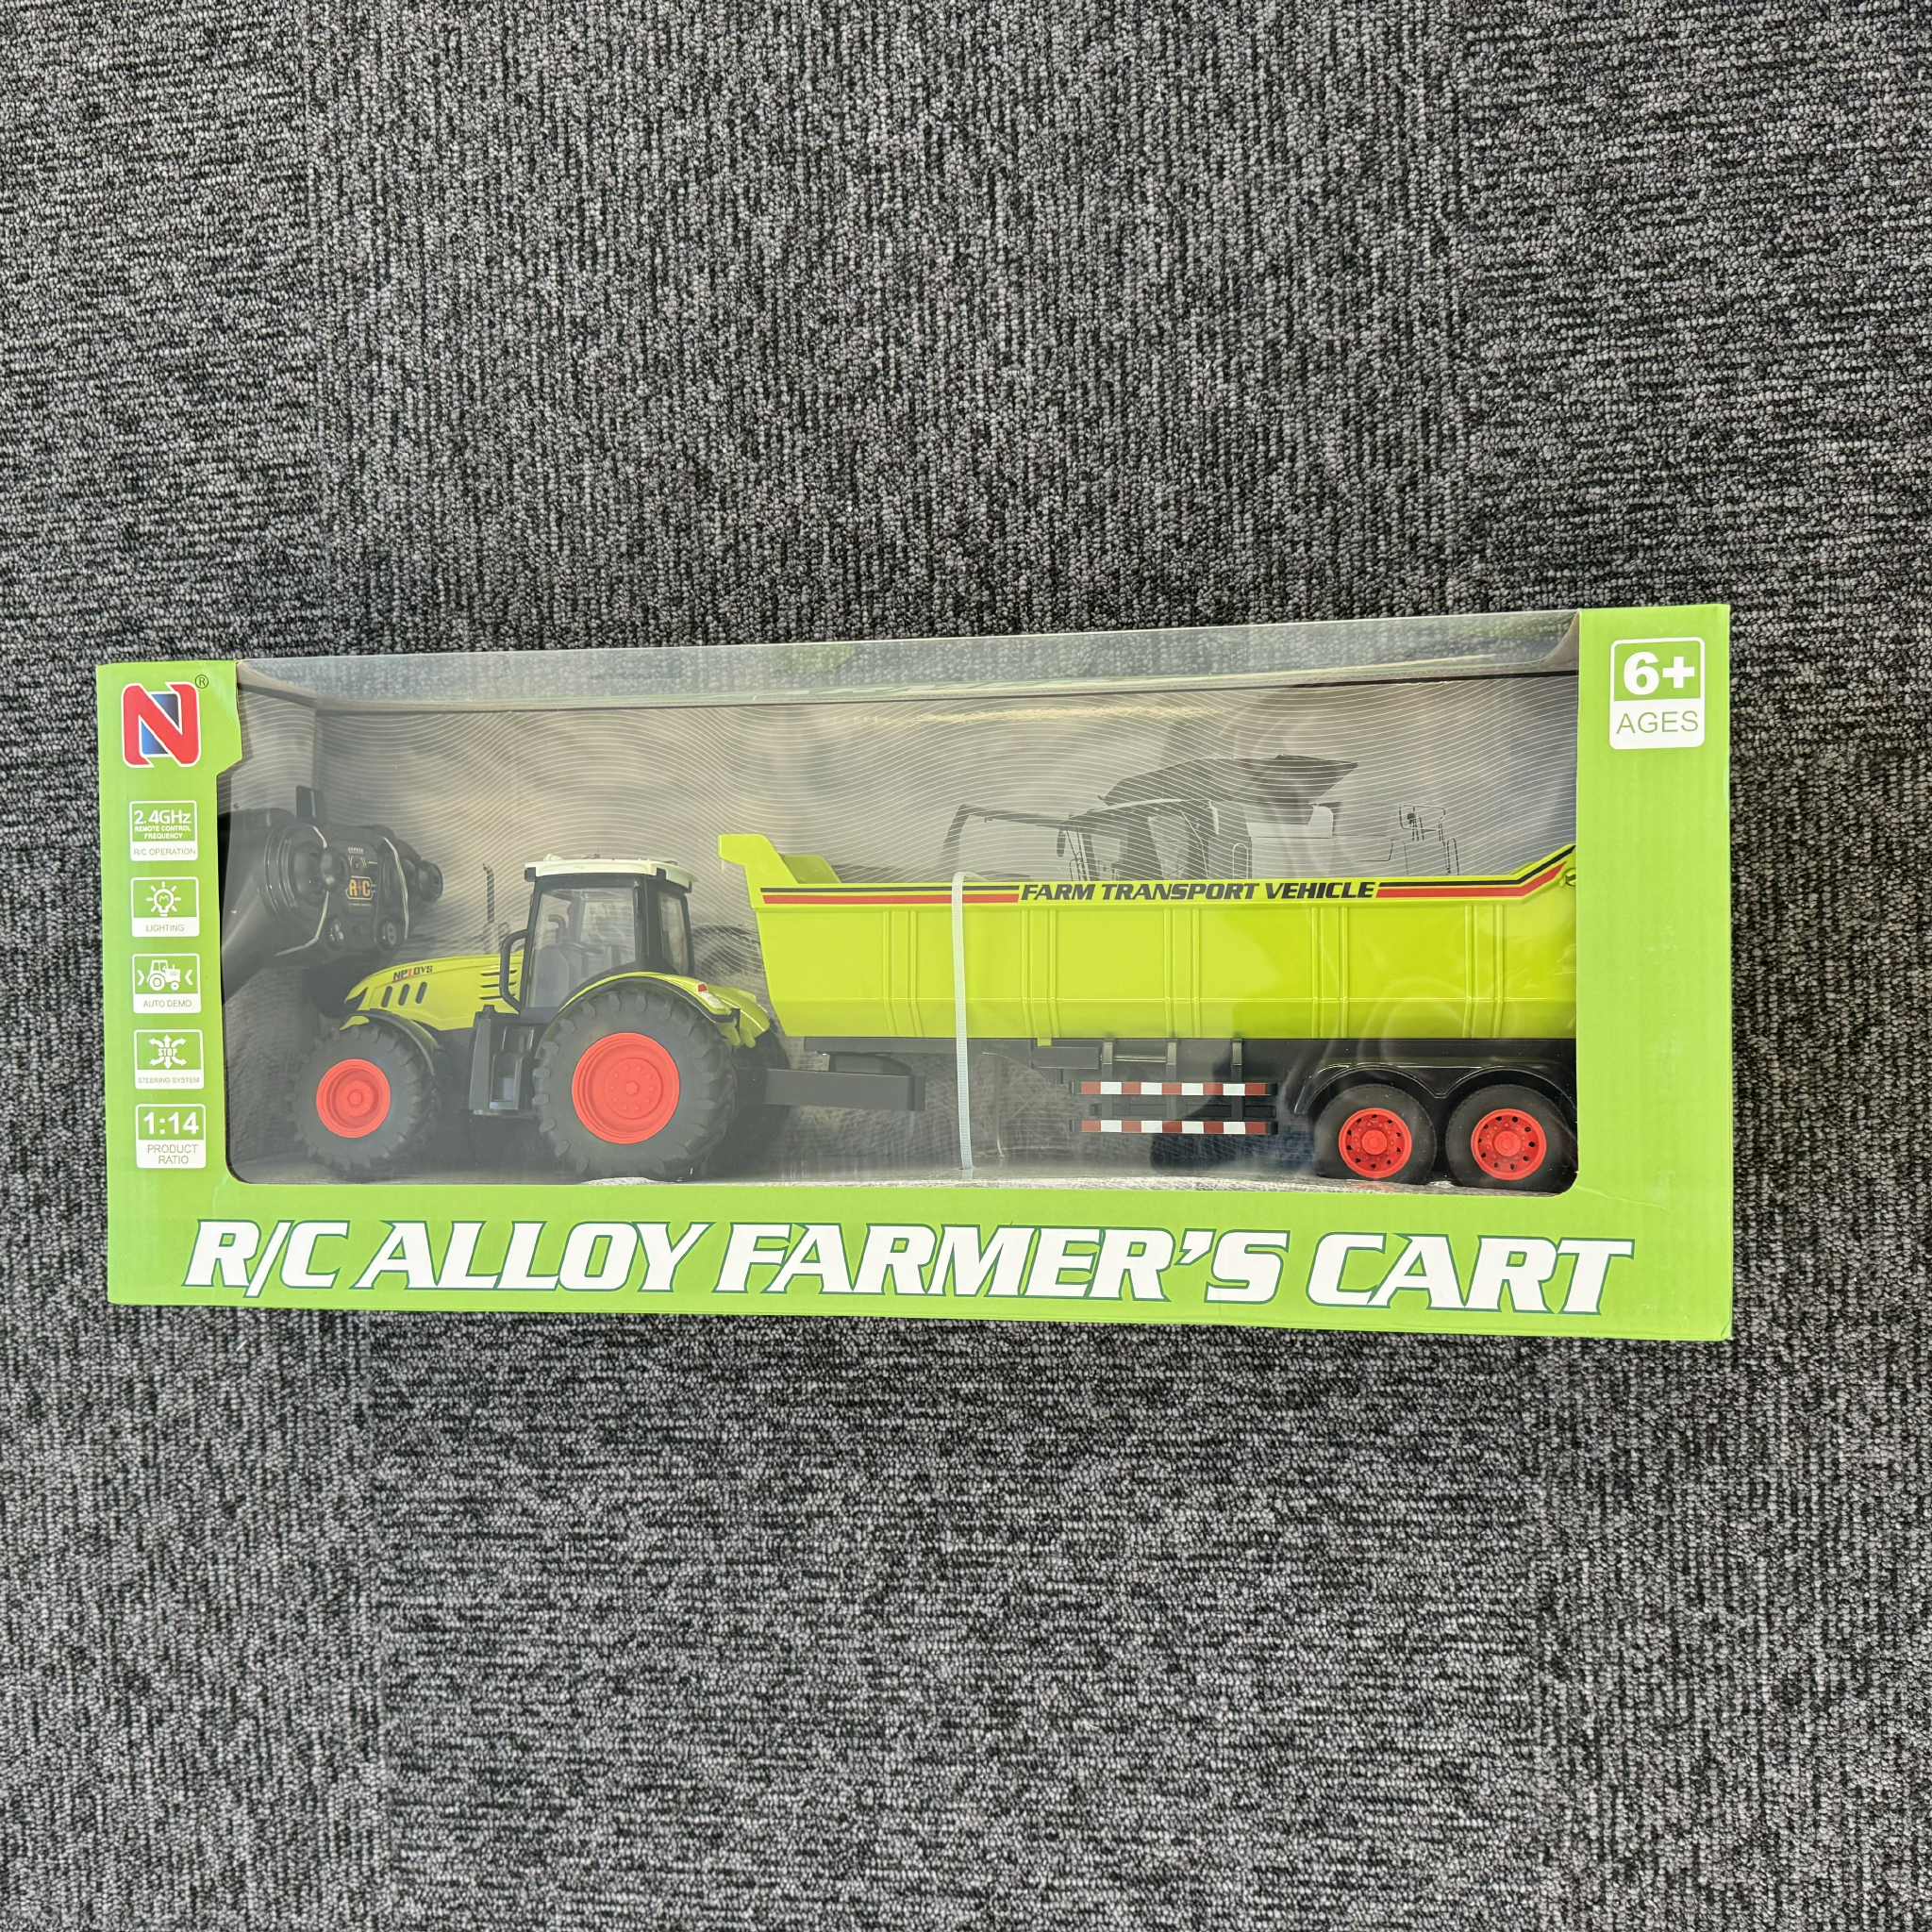 N®
2.4GHz
REMOTE CONTROL
FREQUENCY
R/C OPERATION
LIGHTING
AUTO DEMO
STOP
STEERING SYSTEM
1:14
PRODUCT
RATIO
6+
AGES
R+C
NPTOYS
FARM TRANSPORT VEHICLE
R/C ALLOY FARMER'S CART